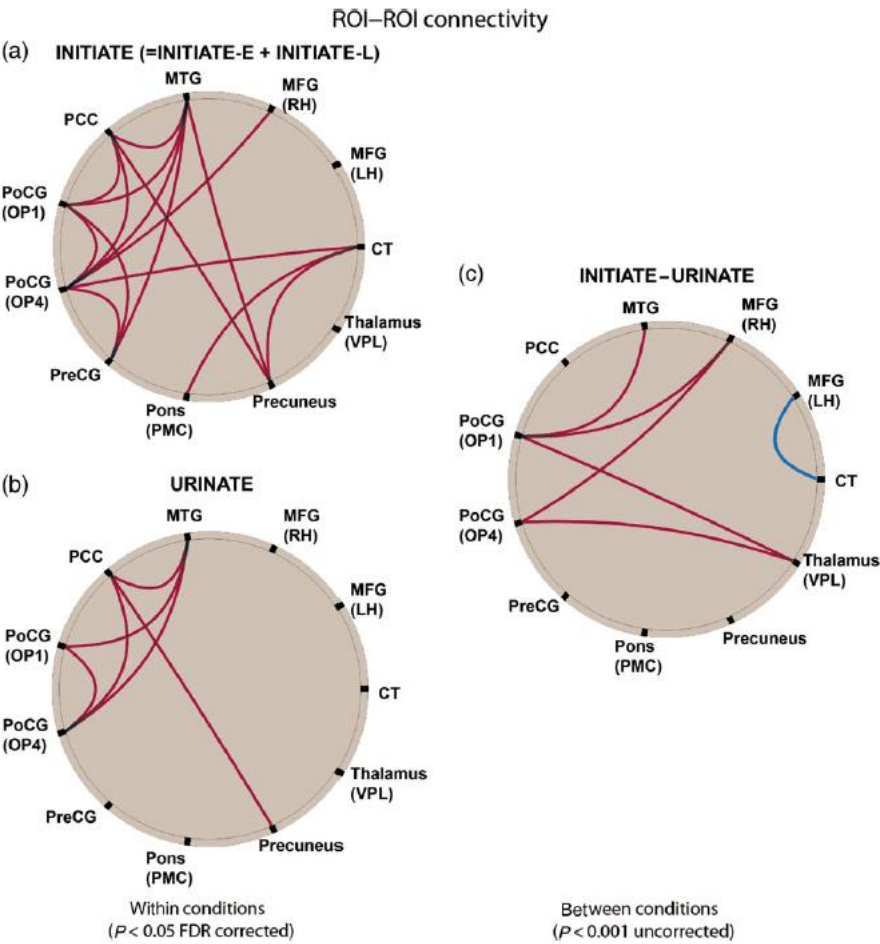 ROI–ROI connectivity
(a) INITIATE (=INITIATE-E + INITIATE-L)
MTG
MFG
(RH)
PCC
MFG
(LH)
PoCG
(OP1)
CT
PoCG
(OP4)
Thalamus
(VPL)
PreCG
Pons
(PMC)
Precuneus
(b) URINATE
MTG
MFG
(RH)
PCC
MFG
(LH)
PoCG
(OP1)
CT
PoCG
(OP4)
Thalamus
(VPL)
PreCG
Pons
(PMC)
Precuneus
Within conditions
(P < 0.05 FDR corrected)
(c) INITIATE–URINATE
MTG
MFG
(RH)
PCC
MFG
(LH)
PoCG
(OP1)
CT
PoCG
(OP4)
Thalamus
(VPL)
PreCG
Pons
(PMC)
Precuneus
Between conditions
(P < 0.001 uncorrected)